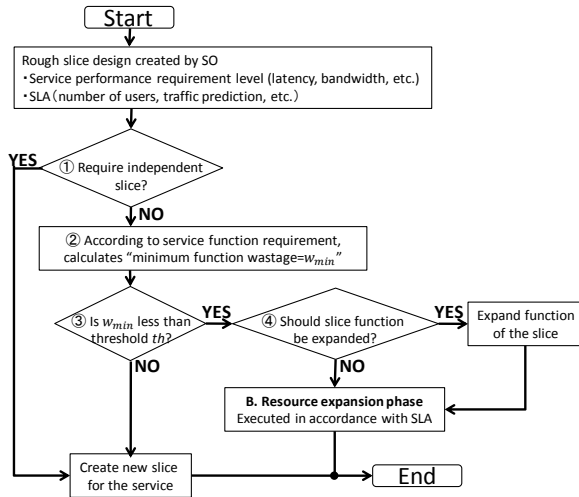 Start
Rough slice design created by SO
・Service performance requirement level (latency, bandwidth, etc.)
・SLA(number of users, traffic prediction, etc.)
YES
① Require independent
slice?
NO
② According to service function requirement,
calculates “minimum function wastage=w_min”
③ Is w_min less than
threshold th?
YES
④ Should slice function
be expanded?
YES
Expand function
of the slice
NO
NO
B. Resource expansion phase
Executed in accordance with SLA
Create new slice
for the service
End